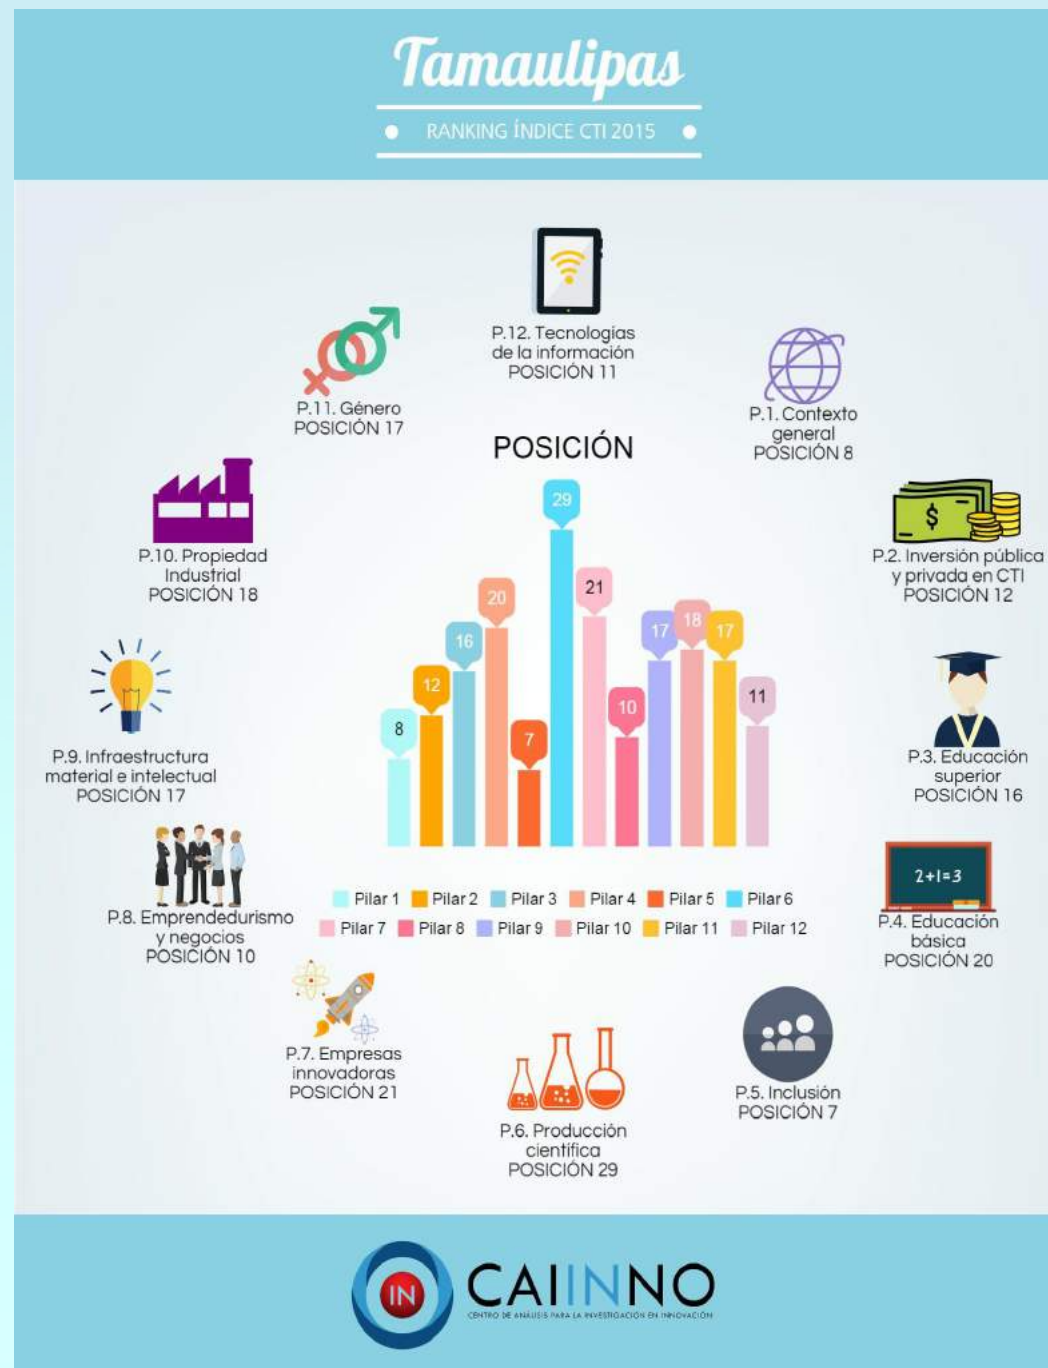 Tamaulipas
RANKING ÍNDICE CTI 2015
P.12. Tecnologías
de la información
POSICIÓN 11
P.11. Género
POSICIÓN 17
P.1. Contexto
general
POSICIÓN 8
POSICIÓN
P.10. Propiedad
Industrial
POSICIÓN 18
$
P.2. Inversión pública
y privada en CTI
POSICIÓN 12
P.9. Infraestructura
material e intelectual
POSICIÓN 17
P.3. Educación
superior
POSICIÓN 16
8
12
16
20
7
29
21
10
17
18
17
11
Pilar 1 Pilar 2 Pilar 3 Pilar 4 Pilar 5 Pilar 6
Pilar 7 Pilar 8 Pilar 9 Pilar 10 Pilar 11 Pilar 12
P.8. Emprendedurismo
y negocios
POSICIÓN 10
2+1=3
P.4. Educación
básica
POSICIÓN 20
P.7. Empresas
innovadoras
POSICIÓN 21
P.6. Producción
científica
POSICIÓN 29
P.5. Inclusión
POSICIÓN 7
IN
CAIINNO
CENTRO DE ANÁLISIS PARA LA INVESTIGACIÓN EN INNOVACIÓN